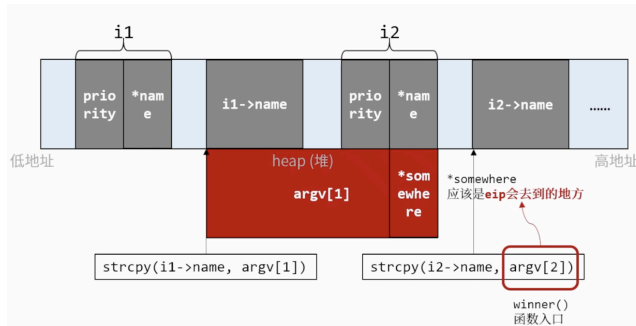 i1
i2
prio
rity
*nam
e
i1->name
prio
rity
*nam
e
i2->name
……
低地址
heap (堆)
高地址
argv[1]
*som
ewhe
re
*somewhere
应该是eip会去到的地方
strcpy(i1->name, argv[1])
strcpy(i2->name, argv[2])
winner()
函数入口